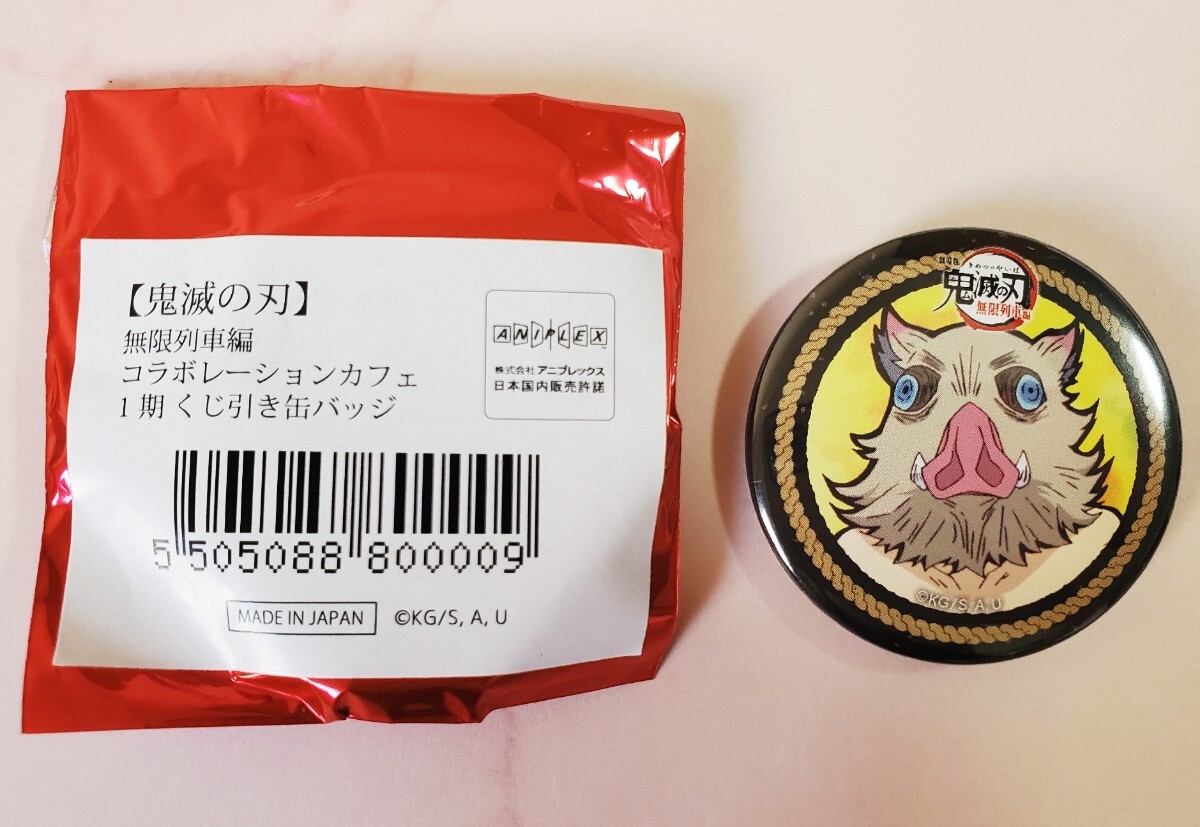 【鬼滅の刃】
無限列車編
コラボレーションカフェ
1期 くじ引き缶バッジ
ANIPLEX
株式会社 アニプレックス
日本国内販売許諾
5 505088 800009
MADE IN JAPAN
©KG/S, A, U
劇場版
きめつのやいば
鬼滅の刃
無限列車編
©KG/S, A, U